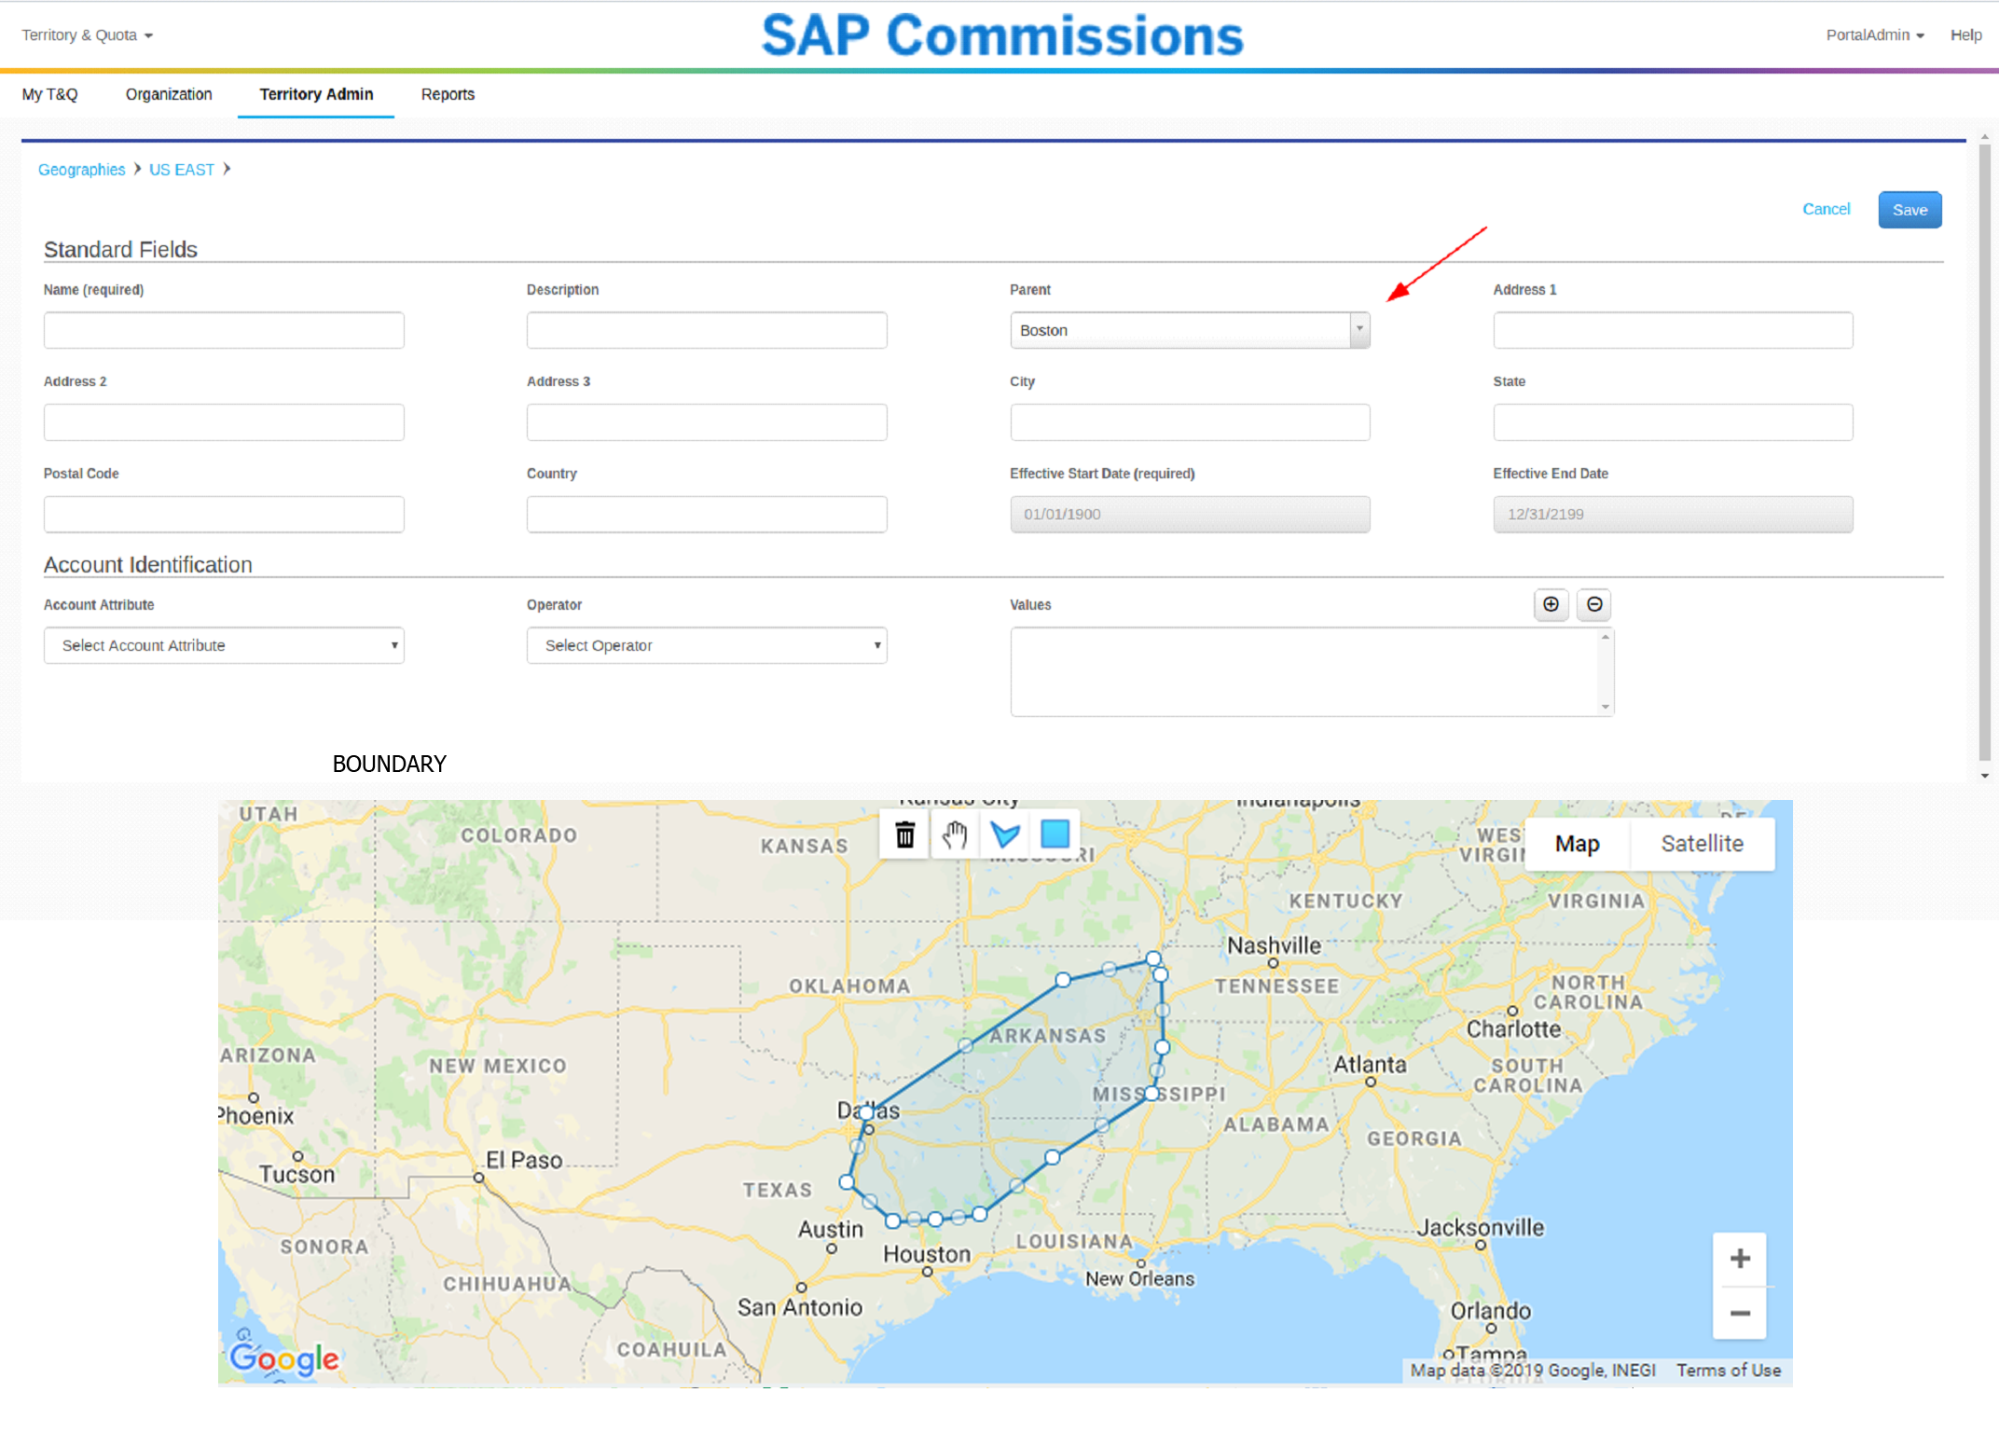 SAP Commissions
Territory & Quota
PortalAdmin
Help
My T&Q
Organization
Territory Admin
Reports
Geographies
US EAST
Cancel
Save
Standard Fields
Name (required)
Description
Parent
Address 1
Boston
Address 2
Address 3
City
State
Postal Code
Country
Effective Start Date (required)
Effective End Date
01/01/1900
12/31/2199
Account Identification
Account Attribute
Operator
Values
Select Account Attribute
Select Operator
BOUNDARY
Kansas City
Indianapolis
UTAH
COLORADO
KANSAS
Map
Satellite
KENTUCKY
VIRGINIA
Nashville
OKLAHOMA
TENNESSEE
NORTH
CAROLINA
ARKANSAS
Charlotte
ARIZONA
NEW MEXICO
Atlanta
SOUTH
CAROLINA
MISSISSIPPI
Phoenix
Dallas
ALABAMA
GEORGIA
El Paso
Tucson
TEXAS
Austin
Jacksonville
SONORA
LOUISIANA
Houston
CHIHUAHUA
New Orleans
San Antonio
Orlando
COAHUILA
Tampa
Google
Map data ©2019 Google, INEGI
Terms of Use